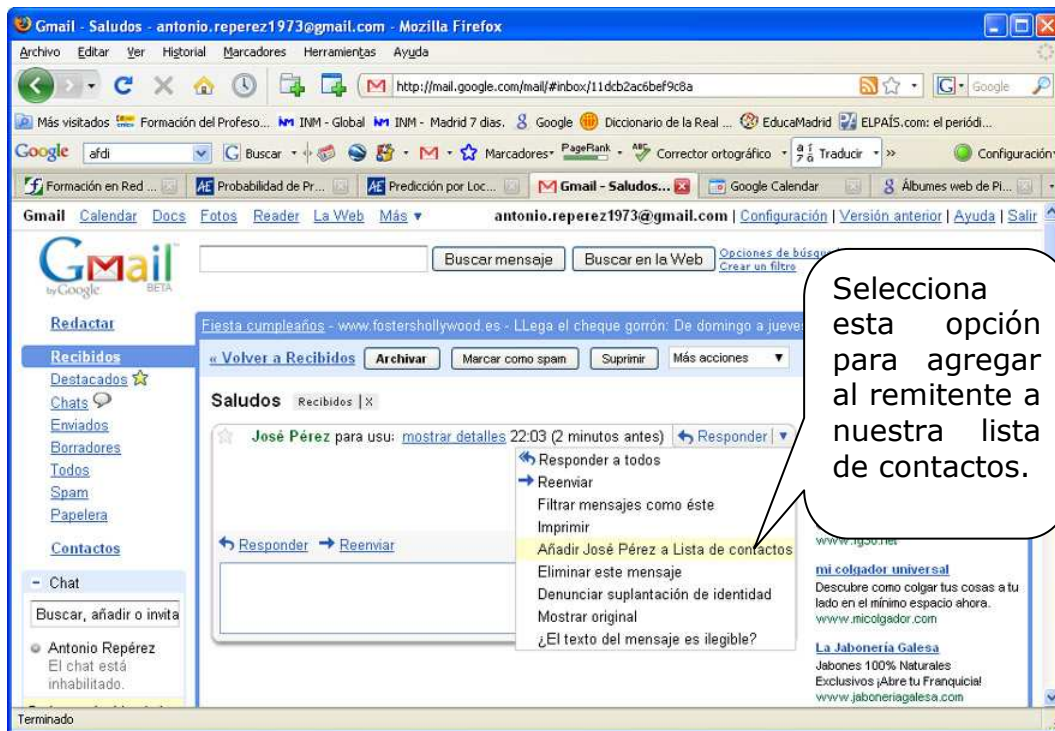 Gmail - Saludos - antonio.reperez1973@gmail.com - Mozilla Firefox
Archivo Editar Ver Historial Marcadores Herramientas Ayuda
http://mail.google.com/mail/#inbox/11dcb2ac6bef9c8a Google
Más visitados Formación del Profeso... INM - Global INM - Madrid 7 dias. Google Diccionario de la Real ... EducaMadrid ELPAÍS.com: el periódi...
Google afdi Buscar Marcadores PageRank Corrector ortográfico Traducir » Configuración
Formación en Red ... Probabilidad de Pr... Predicción por Loc... Gmail - Saludos... Google Calendar Álbumes web de Pi...
Gmail Calendar Docs Fotos Reader La Web Más ▼ antonio.reperez1973@gmail.com | Configuración | Versión anterior | Ayuda | Salir
Gmail by Google BETA
Buscar mensaje Buscar en la Web Opciones de
Crear un filtro
Redactar
Fiesta cumpleaños - www.fostershollywood.es - LLega el cheque gorrón: De domingo a jueves
Recibidos
« Volver a Recibidos Archivar Marcar como spam Suprimir Más acciones ▼
Destacados
Chats
Enviados
Borradores
Todos
Spam
Papelera
Contactos
Saludos Recibidos | X
José Pérez para usu: mostrar detalles 22:03 (2 minutos antes) Responder ▼
Responder a todos
Reenviar
Filtrar mensajes como éste
Imprimir
Añadir José Pérez a Lista de contactos
Eliminar este mensaje
Denunciar suplantación de identidad
Mostrar original
¿El texto del mensaje es ilegible?
Responder Reenviar
Selecciona
esta opción
para agregar
al remitente a
nuestra lista
de contactos.
– Chat
Buscar, añadir o invita
Antonio Repérez
El chat está
inhabilitado.
mi colgador universal
Descubre como colgar tus cosas a tu
lado en el mínimo espacio ahora.
www.micolgador.com
La Jabonería Galesa
Jabones 100% Naturales
Exclusivos ¡Abre tu Franquicia!
www.jaboneriagalesa.com
Terminado